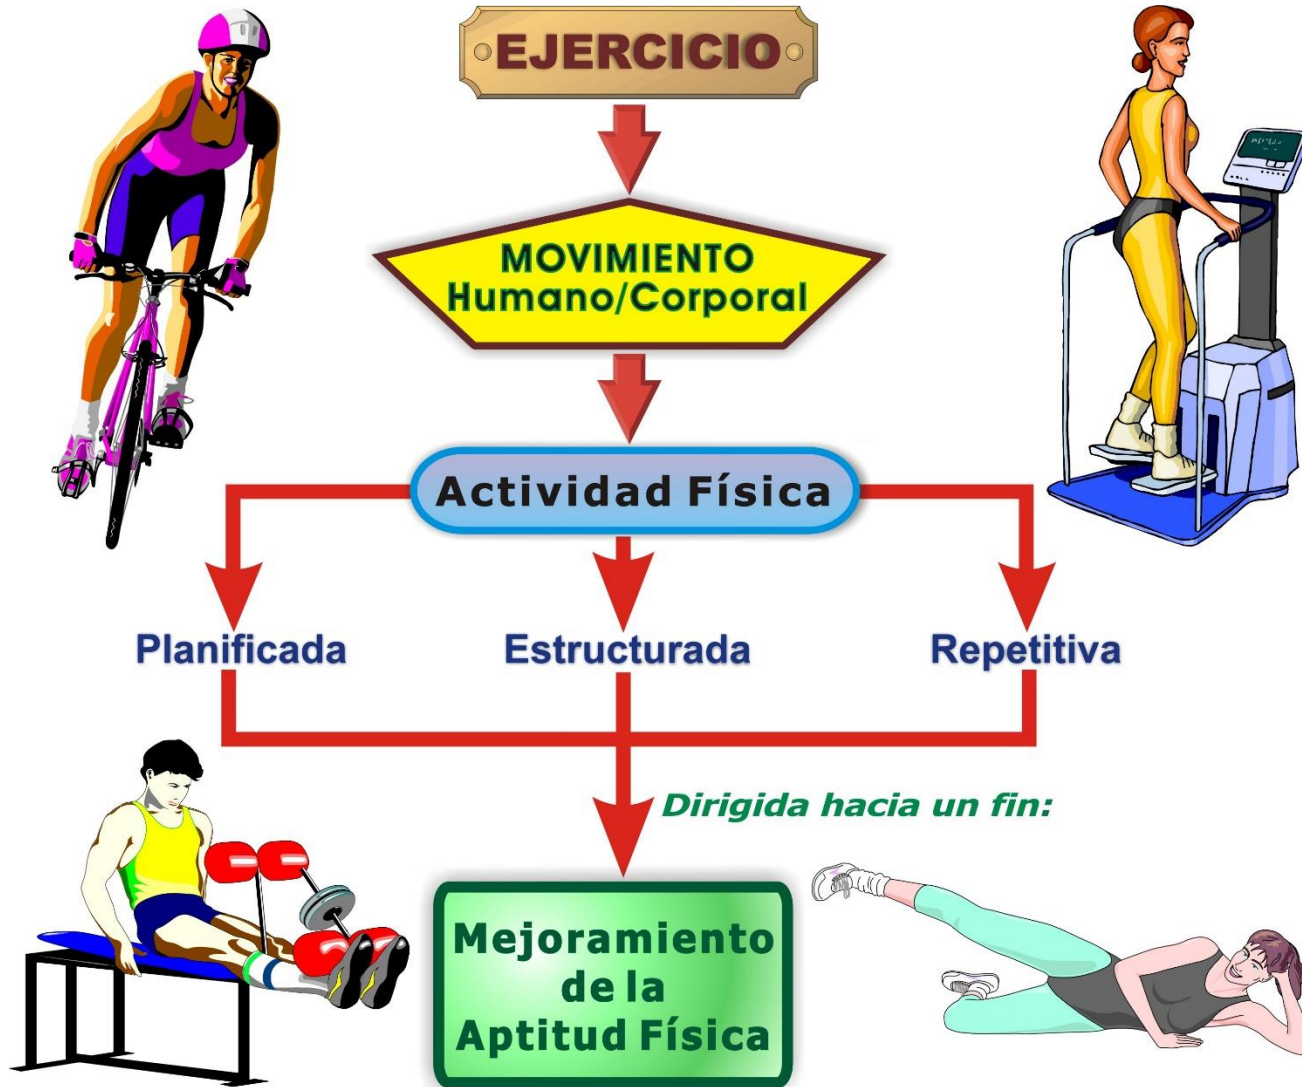 EJERCICIO
MOVIMIENTO
Humano/Corporal
Actividad Física
Planificada
Estructurada
Repetitiva
Dirigida hacia un fin:
Mejoramiento
de la
Aptitud Física